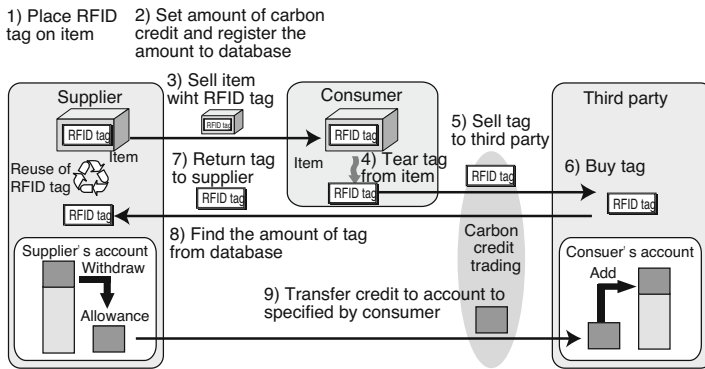 1) Place RFID
tag on item
2) Set amount of carbon
credit and register the
amount to database
3) Sell item
wiht RFID tag
RFID tag
Supplier
RFID tag
Item
Consumer
RFID tag
Item
Third party
4) Tear tag
from item
RFID tag
5) Sell tag
to third party
RFID tag
6) Buy tag
RFID tag
7) Return tag
to supplier
RFID tag
Reuse of
RFID tag
RFID tag
8) Find the amount of tag
from database
Carbon
credit
trading
Supplier's account
Withdraw
Allowance
9) Transfer credit to account to
specified by consumer
Consuer's account
Add